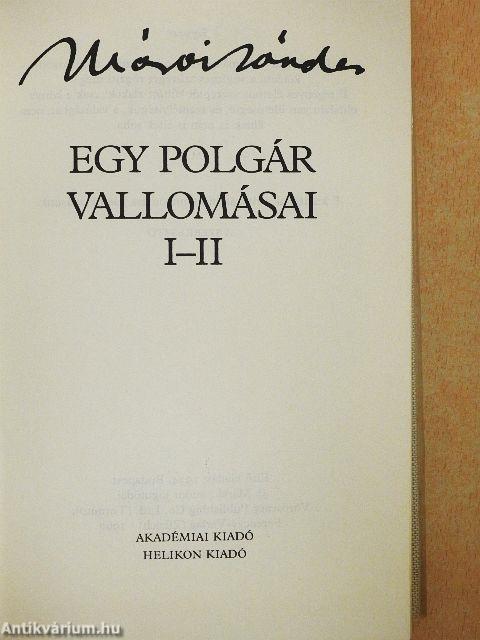 Márai Sándor
EGY POLGÁR
VALLOMÁSAI
I–II
AKADÉMIAI KIADÓ
HELIKON KIADÓ
Antikvárium.hu